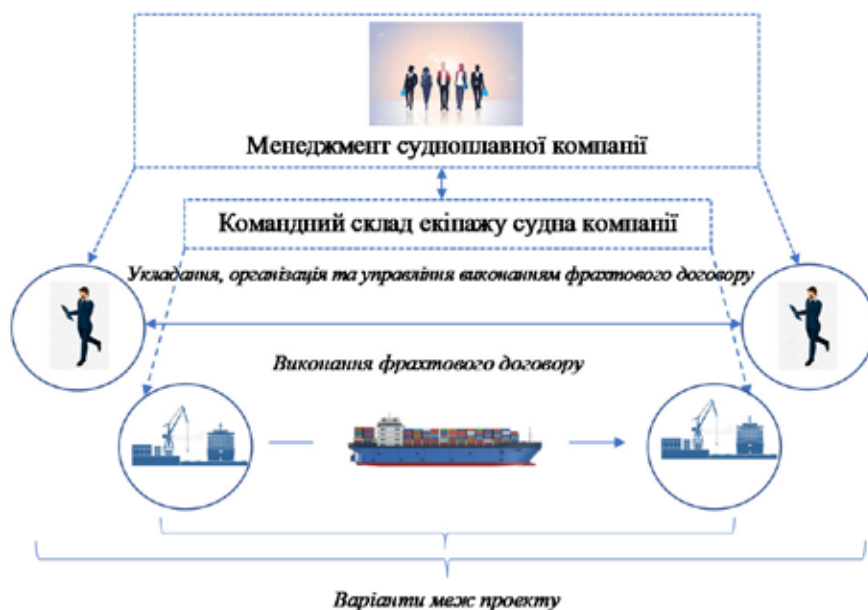 Менеджмент судноплавної компанії
Командний склад екіпажу судна компанії
Укладання, організація та управління виконанням фрахтового договору
Виконання фрахтового договору
Варіанти меж проекту